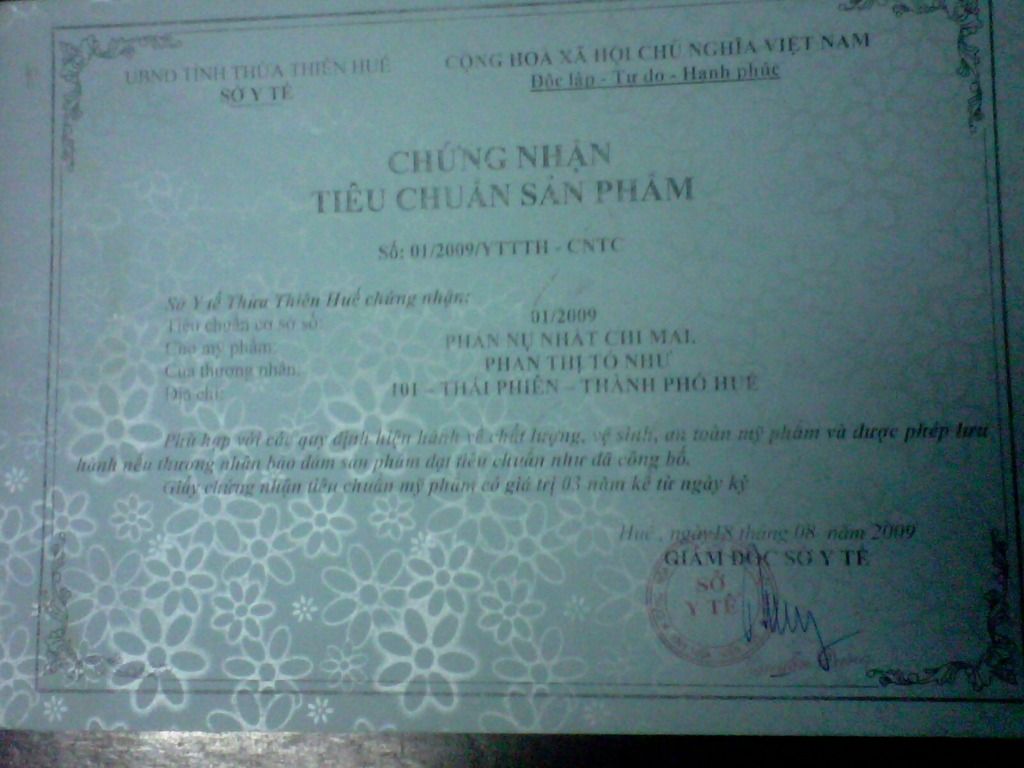 UBND TỈNH THỪA THIÊN HUẾ
SỞ Y TẾ
CỘNG HOÀ XÃ HỘI CHỦ NGHĨA VIỆT NAM
Độc lập - Tự do - Hạnh phúc
CHỨNG NHẬN
TIÊU CHUẨN SẢN PHẨM
Số: 01/2009/YTTTH - CNTC
Sở Y tế Thừa Thiên Huế chứng nhận:
Tiêu chuẩn cơ sở số: 01/2009
Cho mỹ phẩm: PHẤN NỤ NHẤT CHI MAI.
Của thương nhân: PHAN THỊ TỐ NHƯ
Địa chỉ: 101 – THÁI PHIÊN – THÀNH PHỐ HUẾ
Phù hợp với các quy định hiện hành về chất lượng, vệ sinh, an toàn mỹ phẩm và được phép lưu
hành nếu thương nhân bảo đảm sản phẩm đạt tiêu chuẩn như đã công bố.
Giấy chứng nhận tiêu chuẩn mỹ phẩm có giá trị 03 năm kể từ ngày ký
Huế, ngày 18 tháng 08 năm 2009
GIÁM ĐỐC SỞ Y TẾ
SỞ
Y TẾ